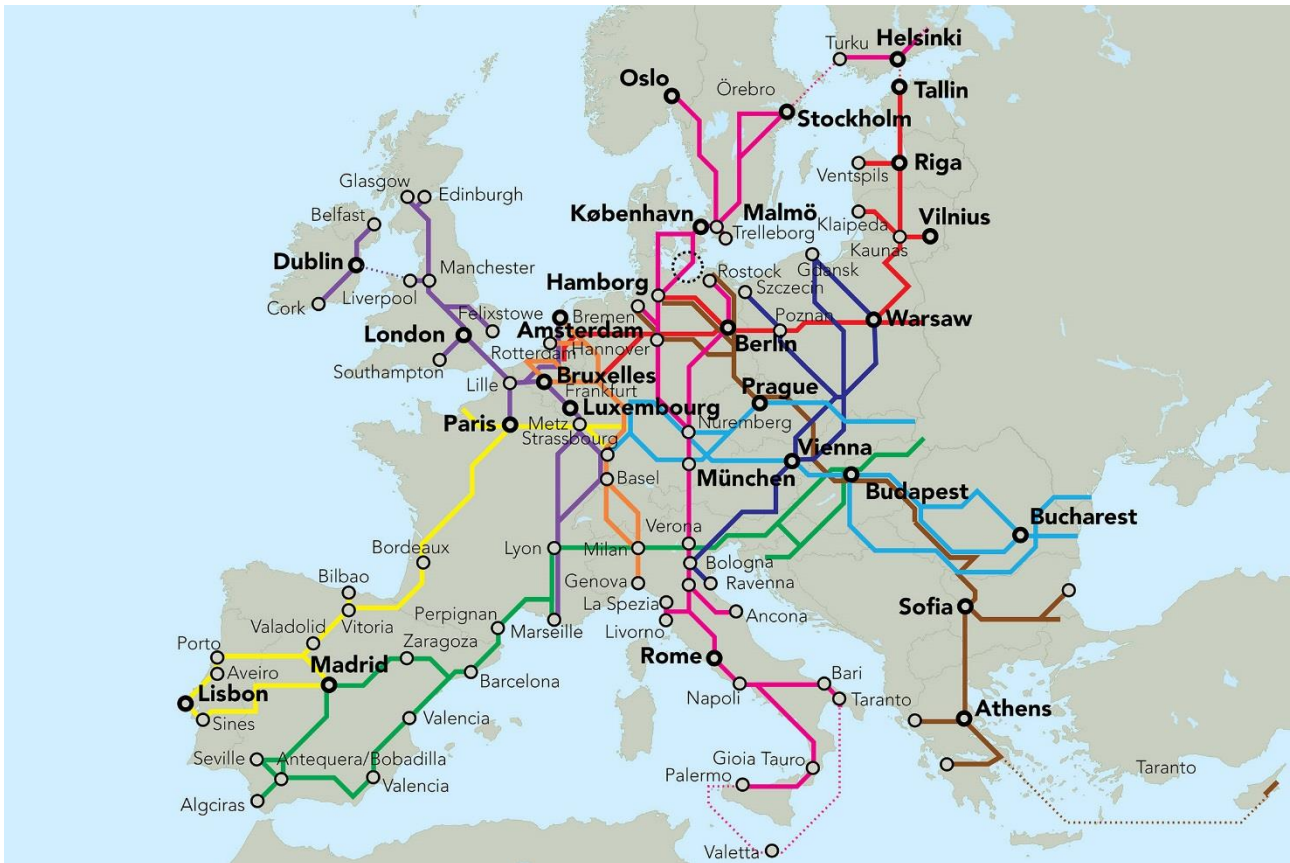 Turku
Helsinki
Oslo
Örebro
Tallin
Stockholm
Riga
Ventspils
Glasgow
Edinburgh
Belfast
København
Malmö
Trelleborg
Klaipeda
Vilnius
Kaunas
Dublin
Manchester
Liverpool
Cork
Hamborg
Rostock
Szczecin
Gdansk
Felixstowe
London
Amsterdam
Bremen
Poznan
Warsaw
Berlin
Rotterdam
Hannover
Southampton
Lille
Bruxelles
Frankfurt
Prague
Luxembourg
Paris
Metz
Strassbourg
Nuremberg
Vienna
Basel
München
Budapest
Verona
Bucharest
Lyon
Milan
Bordeaux
Bologna
Bilbao
Genova
Ravenna
La Spezia
Sofia
Perpignan
Valadolid
Vitoria
Marseille
Livorno
Ancona
Porto
Zaragoza
Rome
Madrid
Aveiro
Barcelona
Bari
Lisbon
Napoli
Taranto
Sines
Valencia
Athens
Seville
Antequera/Bobadilla
Gioia Tauro
Taranto
Palermo
Valencia
Algciras
Valetta